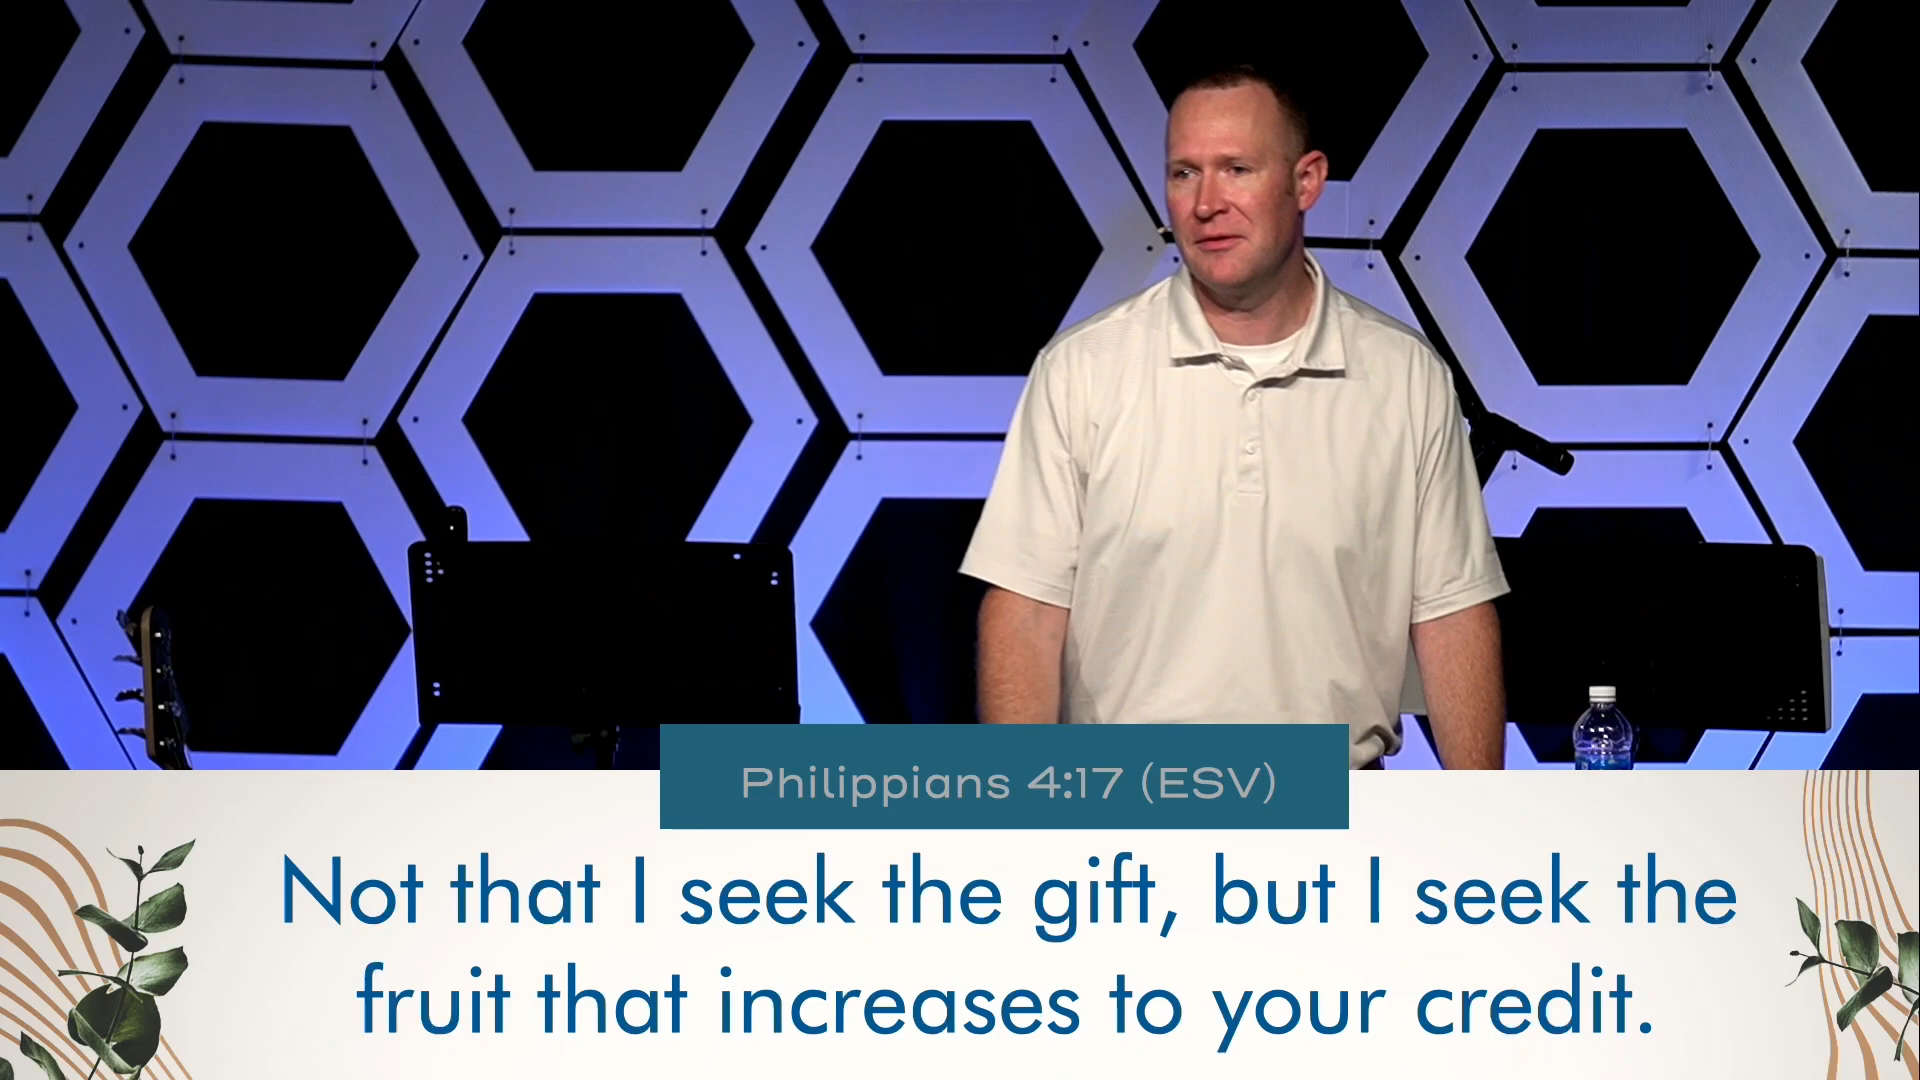 Philippians 4:17 (ESV)
Not that I seek the gift, but I seek the
fruit that increases to your credit.